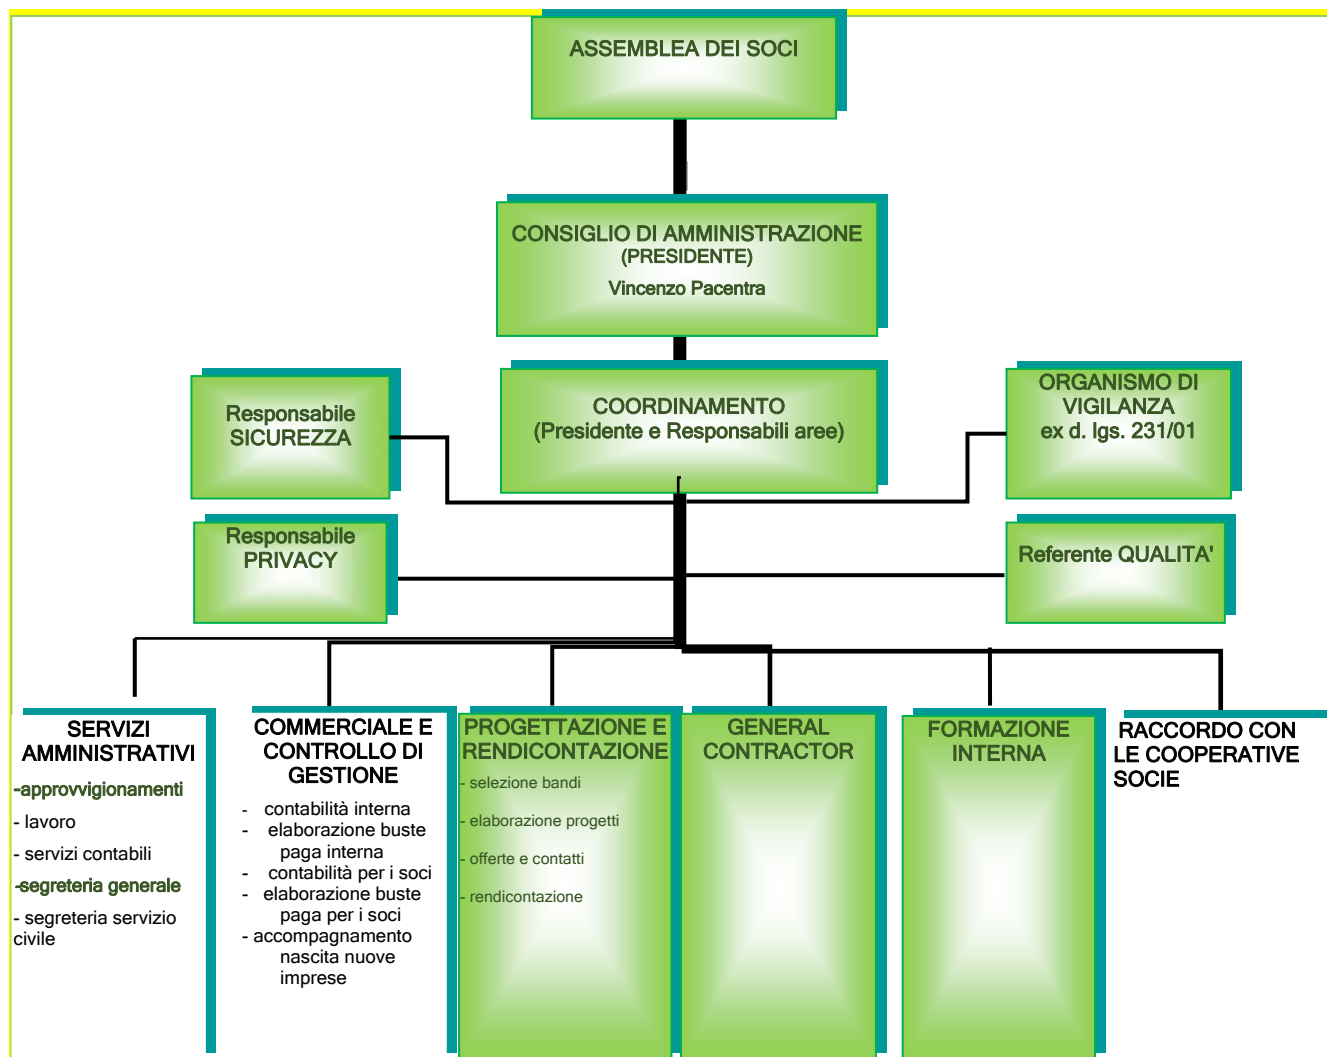 ASSEMBLEA DEI SOCI
CONSIGLIO DI AMMINISTRAZIONE
(PRESIDENTE)
Vincenzo Pacentra
COORDINAMENTO
(Presidente e Responsabili aree)
Responsabile
SICUREZZA
ORGANISMO DI
VIGILANZA
ex d. lgs. 231/01
Responsabile
PRIVACY
Referente QUALITA'
SERVIZI
AMMINISTRATIVI
-approvvigionamenti
- lavoro
- servizi contabili
-segreteria generale
- segreteria servizio
civile
COMMERCIALE E
CONTROLLO DI
GESTIONE
- contabilità interna
- elaborazione buste
paga interna
- contabilità per i soci
- elaborazione buste
paga per i soci
- accompagnamento
nascita nuove
imprese
PROGETTAZIONE E
RENDICONTAZIONE
- selezione bandi
- elaborazione progetti
- offerte e contatti
- rendicontazione
GENERAL
CONTRACTOR
FORMAZIONE
INTERNA
RACCORDO CON
LE COOPERATIVE
SOCIE